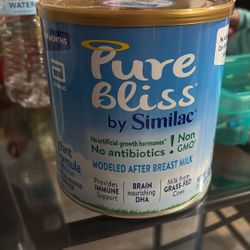 MONTHS
Pure
Bliss
by Similac
No artificial growth hormones
No antibiotics
! Non
GMO
MODELED AFTER BREAST MILK
Provides
IMMUNE
support
BRAIN
nourishing
DHA
Milk from
GRASS-FED
Cows